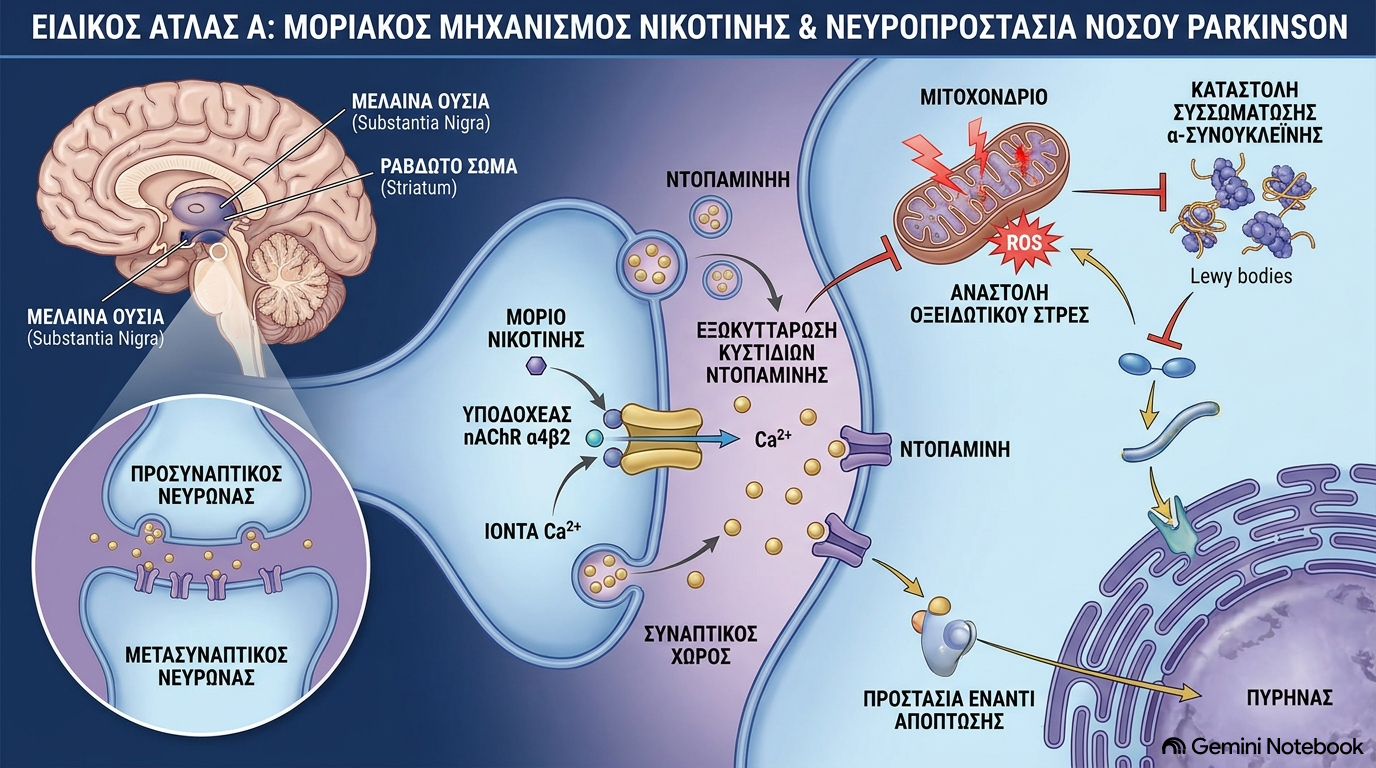 ΕΙΔΙΚΟΣ ΑΤΛΑΣ Α: ΜΟΡΙΑΚΟΣ ΜΗΧΑΝΙΣΜΟΣ ΝΙΚΟΤΙΝΗΣ & ΝΕΥΡΟΠΡΟΣΤΑΣΙΑ ΝΟΣΟΥ PARKINSON
ΜΕΛΑΙΝΑ ΟΥΣΙΑ
(Substantia Nigra)
ΡΑΒΔΩΤΟ ΣΩΜΑ
(Striatum)
ΜΕΛΑΙΝΑ ΟΥΣΙΑ
(Substantia Nigra)
ΠΡΟΣΥΝΑΠΤΙΚΟΣ
ΝΕΥΡΩΝΑΣ
ΜΕΤΑΣΥΝΑΠΤΙΚΟΣ
ΝΕΥΡΩΝΑΣ
ΜΟΡΙΟ
ΝΙΚΟΤΙΝΗΣ
ΥΠΟΔΟΧΕΑΣ
nAChR α4β2
ΙΟΝΤΑ Ca²⁺
ΝΤΟΠΑΜΙΝΗΗ
ΕΞΩΚΥΤΤΑΡΩΣΗ
ΚΥΣΤΙΔΙΩΝ
ΝΤΟΠΑΜΙΝΗΣ
Ca²⁺
ΣΥΝΑΠΤΙΚΟΣ
ΧΩΡΟΣ
ΜΙΤΟΧΟΝΔΡΙΟ
ROS
ΑΝΑΣΤΟΛΗ
ΟΞΕΙΔΩΤΙΚΟΥ ΣΤΡΕΣ
ΚΑΤΑΣΤΟΛΗ
ΣΥΣΣΩΜΑΤΩΣΗΣ
α-ΣΥΝΟΥΚΛΕΪΝΗΣ
Lewy bodies
ΝΤΟΠΑΜΙΝΗ
ΠΡΟΣΤΑΣΙΑ ΕΝΑΝΤΙ
ΑΠΟΠΤΩΣΗΣ
ΠΥΡΗΝΑΣ
Gemini Notebook